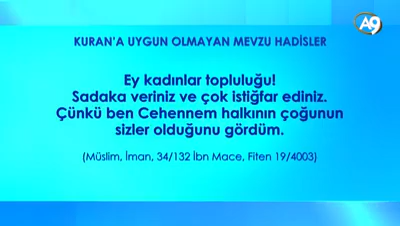 A9
KURAN'A UYGUN OLMAYAN MEVZU HADİSLER
Ey kadınlar topluluğu!
Sadaka veriniz ve çok istiğfar ediniz.
Çünkü ben Cehennem halkının çoğunun
sizler olduğunu gördüm.
(Müslim, İman, 34/132 İbn Mace, Fiten 19/4003)